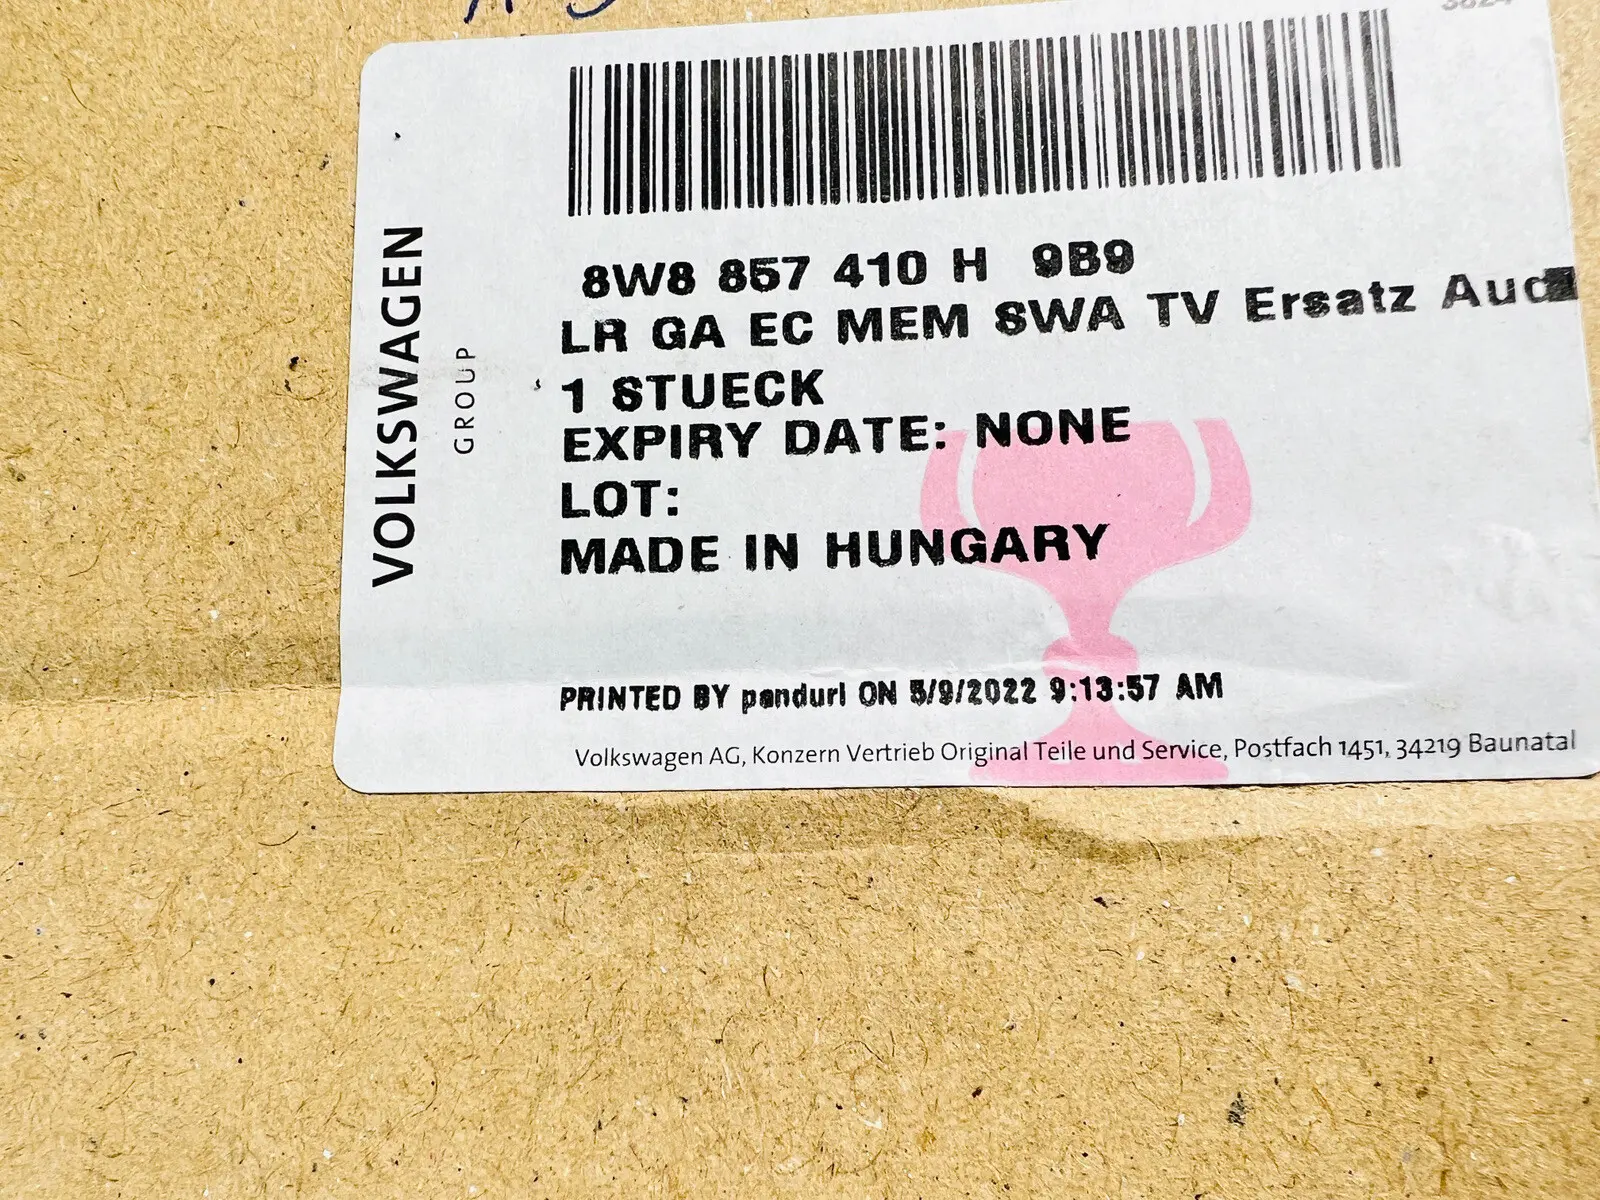 8W8 857 410 H 9B9
LR GA EC MEM SWA TV Ersatz
1 STUECK
EXPIRY DATE: NONE
LOT:
MADE IN HUNGARY
PRINTED BY pandurl ON 5/9/2022 9:13:57 AM
Volkswagen AG, Konzern Vertrieb Original Teile und Service, Postfach 1451, 34219 Baunatal
VOLKSWAGEN
GROUP